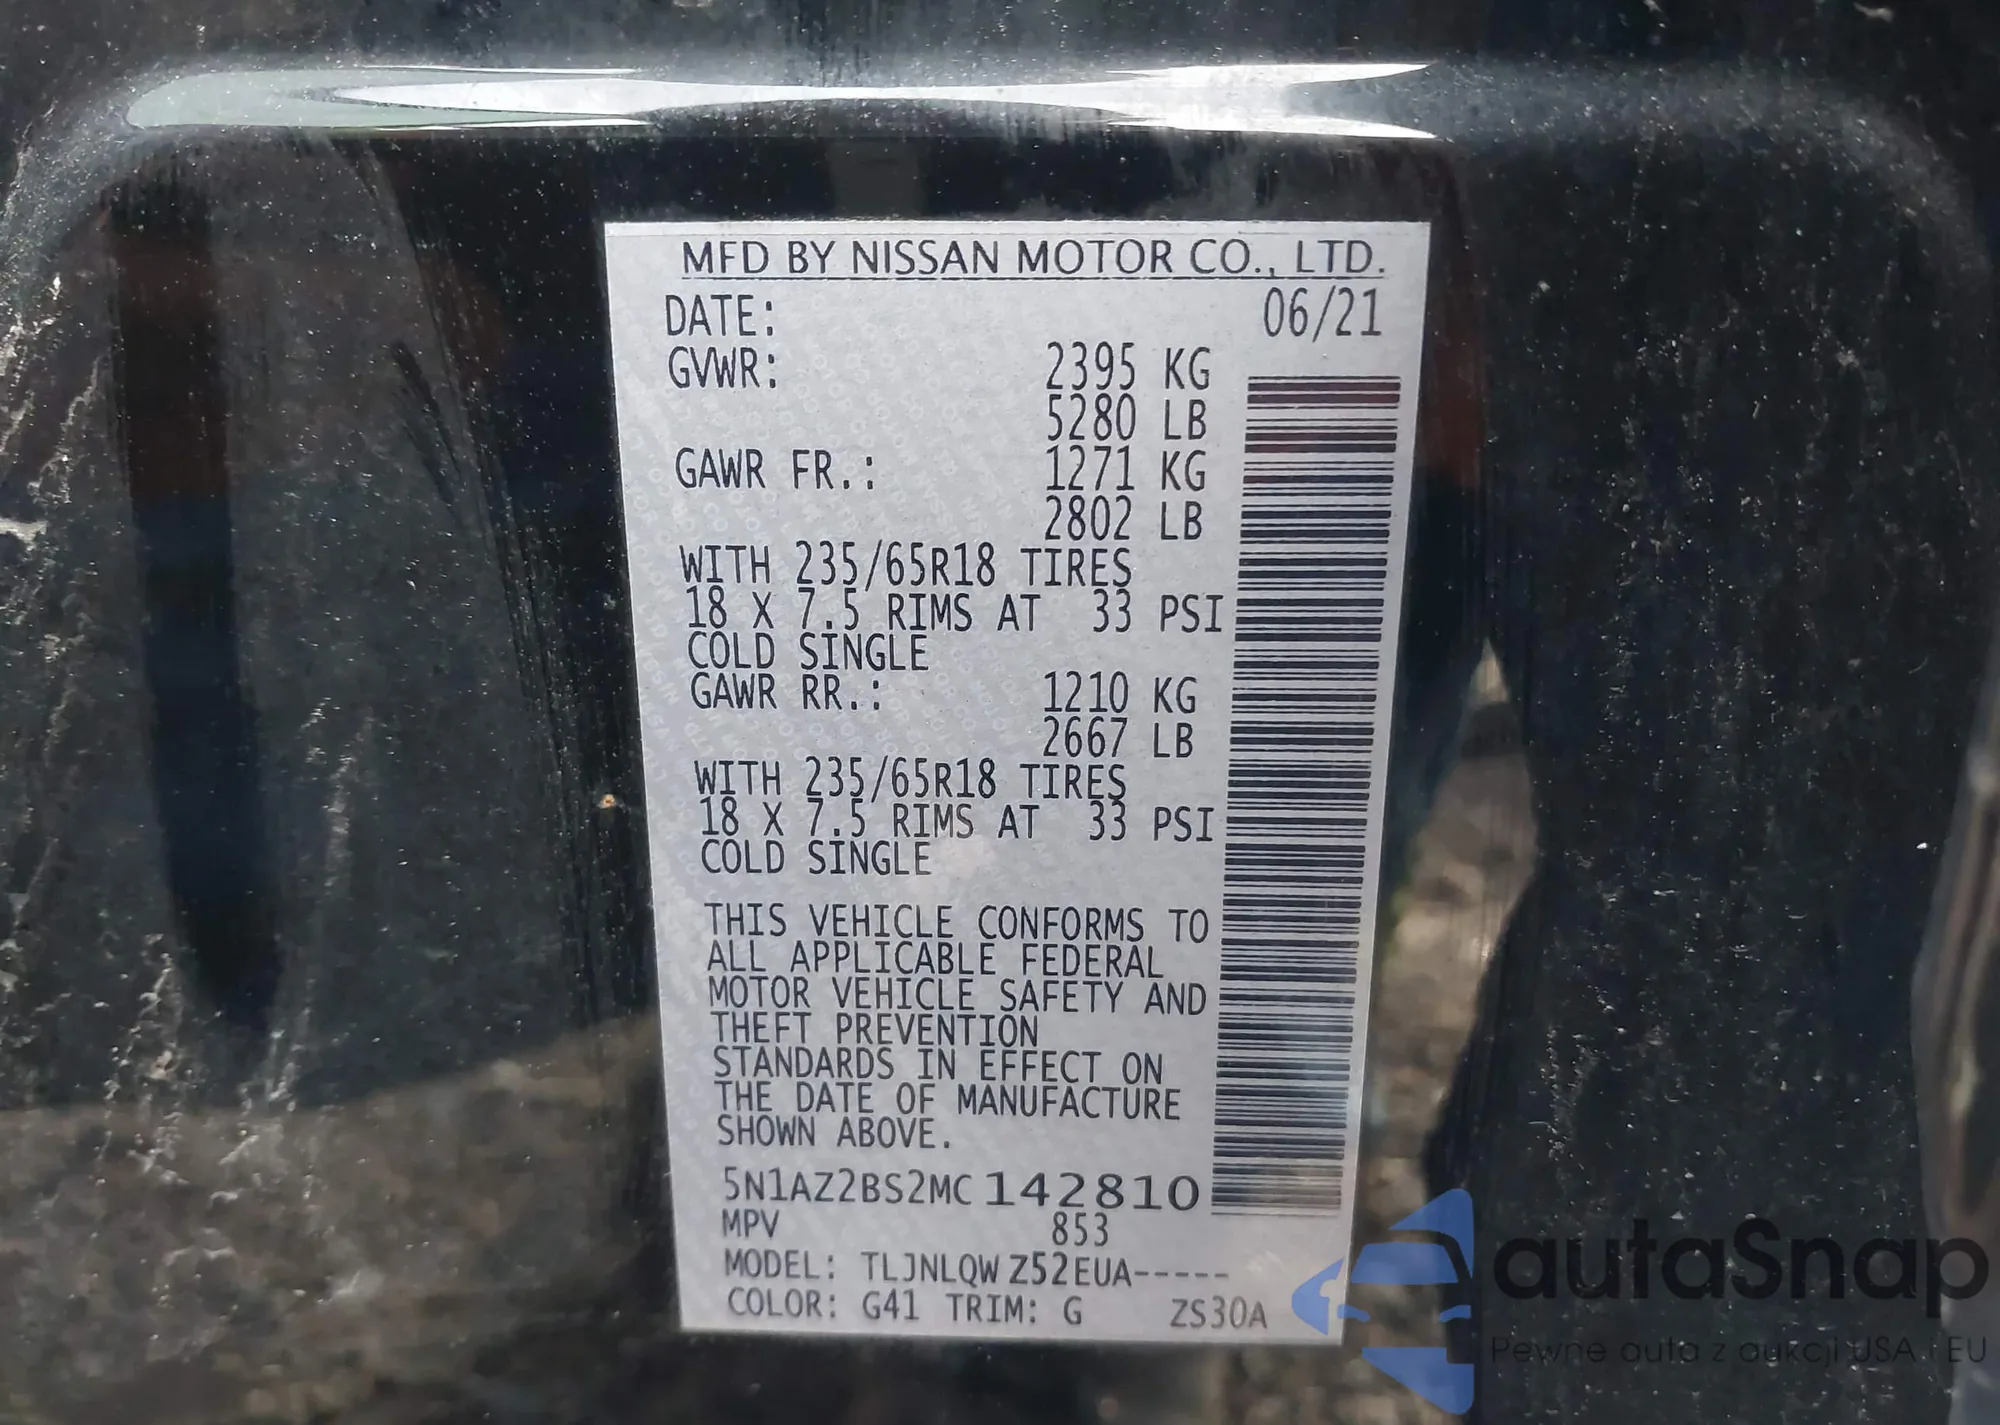 MFD BY NISSAN MOTOR CO., LTD.
DATE: 06/21
GVWR: 2395 KG
5280 LB
GAWR FR.: 1271 KG
2802 LB
WITH 235/65R18 TIRES
18 X 7.5 RIMS AT 33 PSI
COLD SINGLE
GAWR RR.: 1210 KG
2667 LB
WITH 235/65R18 TIRES
18 X 7.5 RIMS AT 33 PSI
COLD SINGLE
THIS VEHICLE CONFORMS TO
ALL APPLICABLE FEDERAL
MOTOR VEHICLE SAFETY AND
THEFT PREVENTION
STANDARDS IN EFFECT ON
THE DATE OF MANUFACTURE
SHOWN ABOVE.
5N1AZ2BS2MC142810
MPV 853
MODEL: TLJNLQW Z52EUA-----
COLOR: G41 TRIM: G ZS30A
autaSnap
Pewne auta z aukcji USA i EU